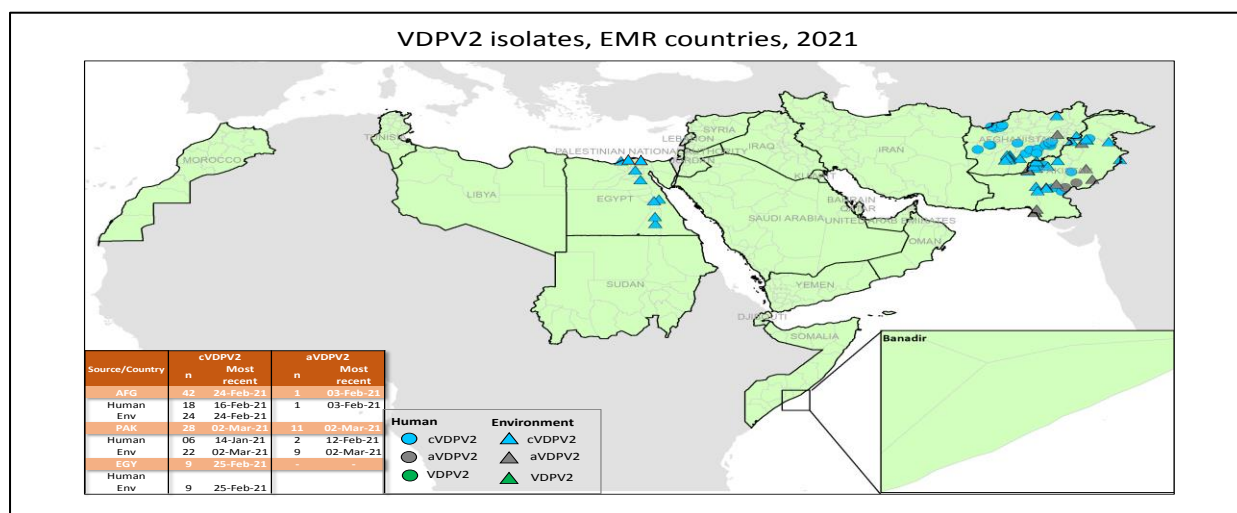 VDPV2 isolates, EMR countries, 2021
MOROCCO
TUNISIA
LIBYA
EGYPT
SUDAN
LEBANON
SYRIA
PALESTINIAN NATIONAL AUTHORITY
JORDAN
IRAQ
IRAN
KUWAIT
BAHRAIN
QATAR
SAUDI ARABIA
UNITED ARAB EMIRATES
OMAN
YEMEN
DJIBOUTI
SOMALIA
AFGHANISTAN
Banadir
Source/Country cVDPV2 aVDPV2
n Most recent n Most recent
AFG 42 24-Feb-21 1 03-Feb-21
Human 18 16-Feb-21 1 03-Feb-21
Env 24 24-Feb-21
PAK 28 02-Mar-21 11 02-Mar-21
Human 06 14-Jan-21 2 12-Feb-21
Env 22 02-Mar-21 9 02-Mar-21
EGY 9 25-Feb-21 - -
Human
Env 9 25-Feb-21
Human Environment
cVDPV2 cVDPV2
aVDPV2 aVDPV2
VDPV2 VDPV2